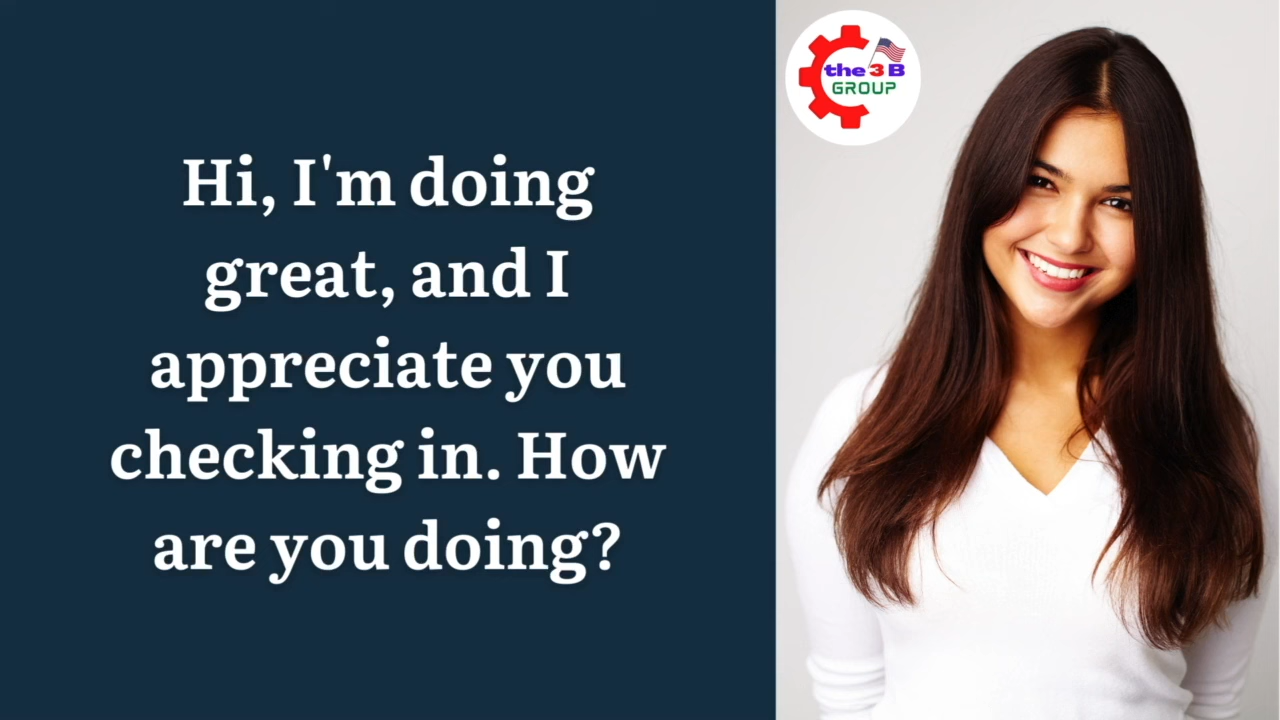 Hi, I'm doing
great, and I
appreciate you
checking in. How
are you doing?
the 3 B
GROUP